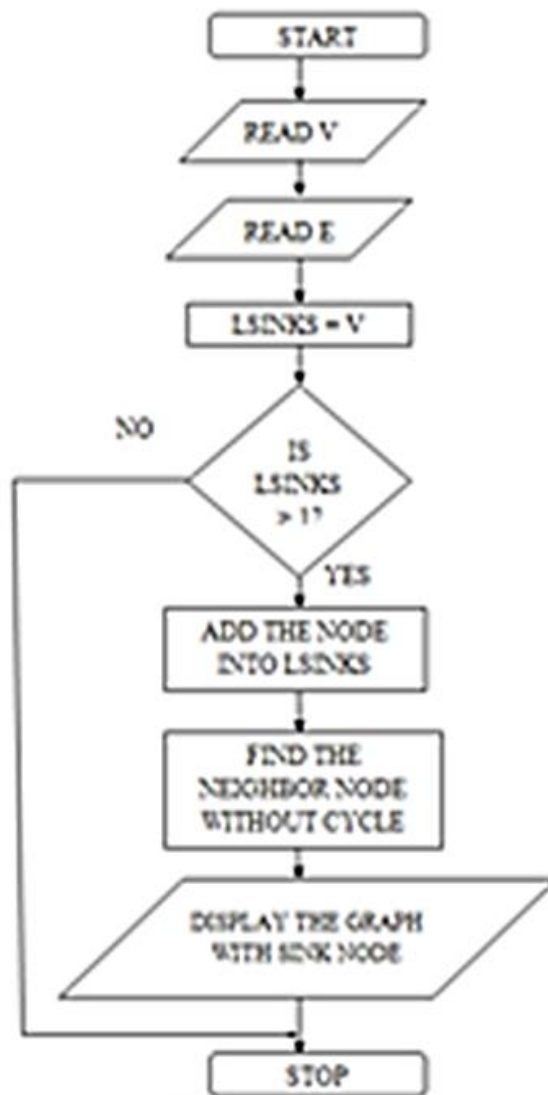 START
READ V
READ E
LSINKS = V
NO
IS
LSINKS
> 1?
YES
ADD THE NODE
INTO LSINKS
FIND THE
NEIGHBOR NODE
WITHOUT CYCLE
DISPLAY THE GRAPH
WITH SINK NODE
STOP